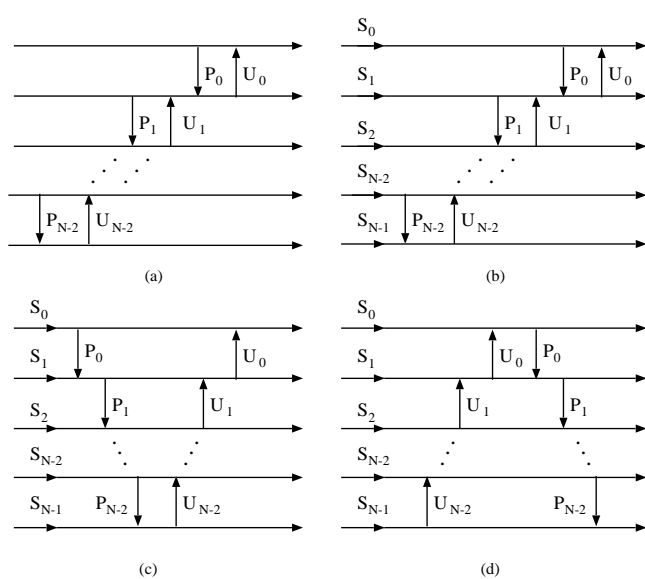 P0 U0
P1 U1
PN-2 UN-2
(a)
S0
P0 U0
S1
P1 U1
S2
SN-2
PN-2 UN-2
SN-1
(b)
S0
P0 U0
S1
P1 U1
S2
SN-2
PN-2 UN-2
SN-1
(c)
S0
U0 P0
S1
U1 P1
S2
SN-2
UN-2 PN-2
SN-1
(d)